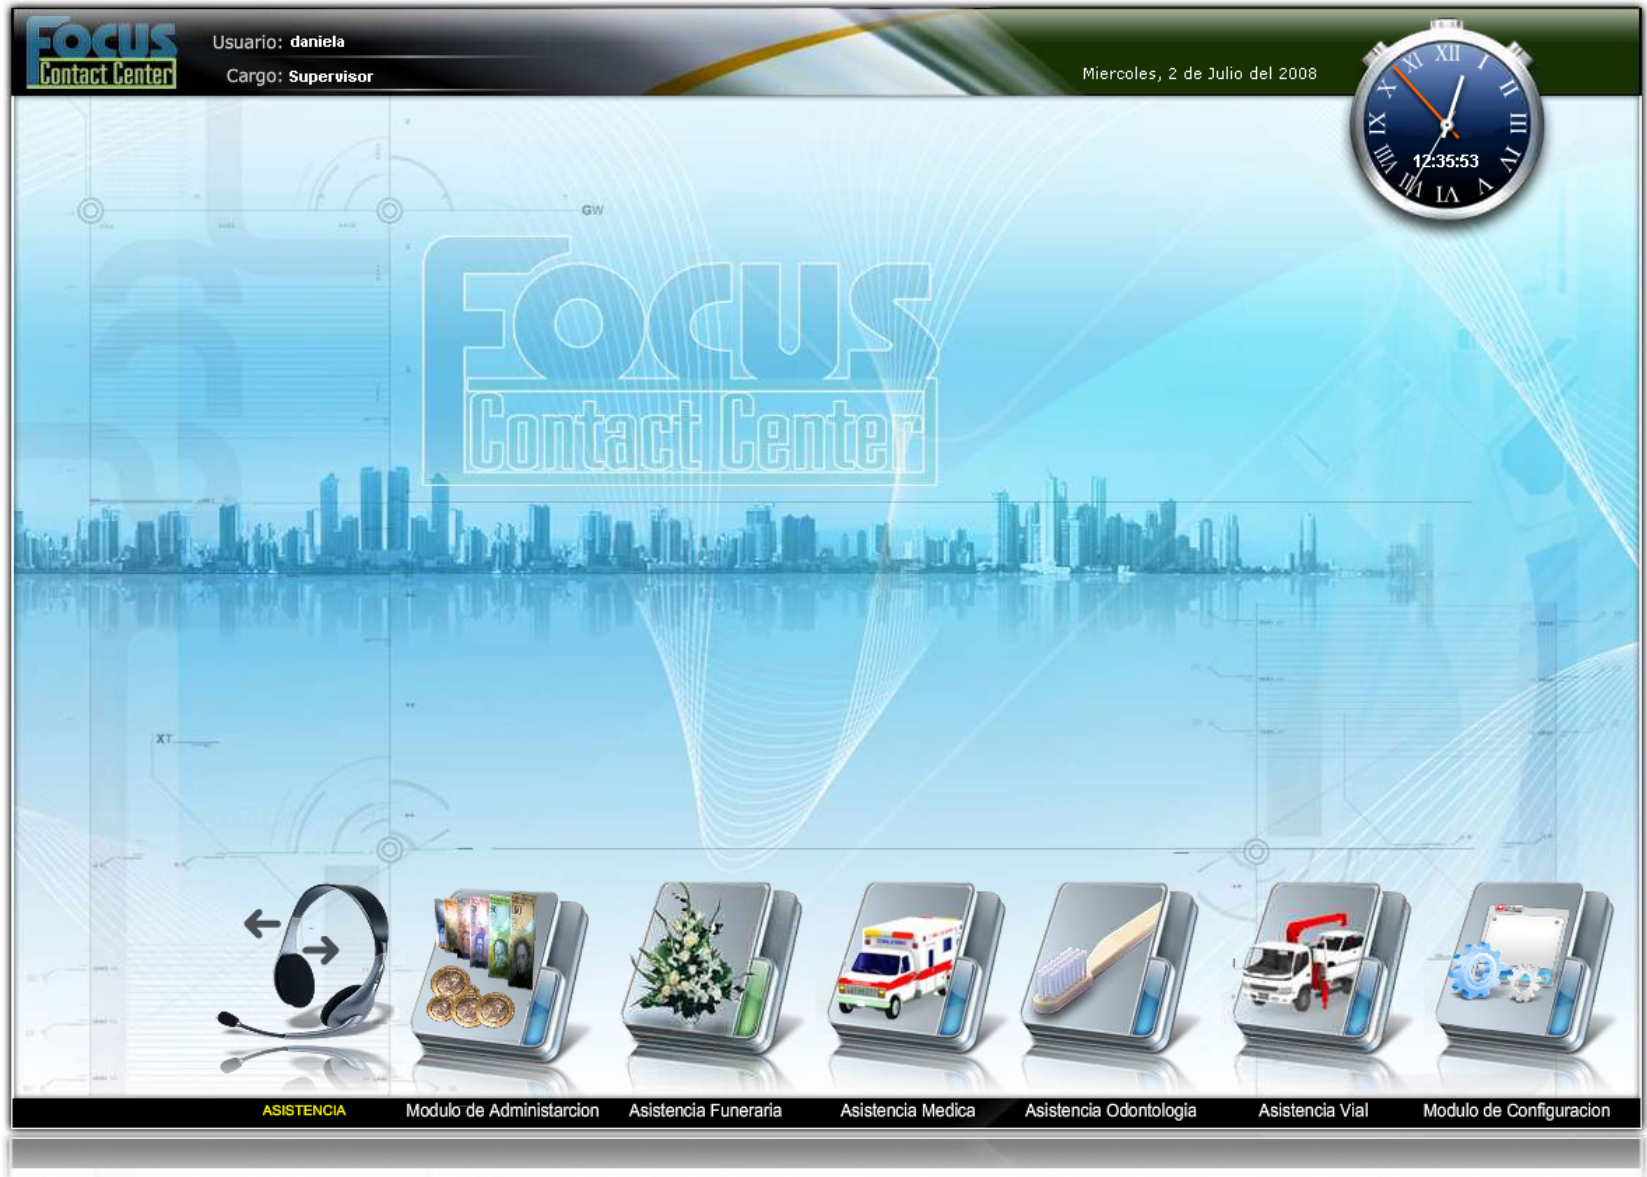 Focus
Contact Center
Usuario: daniela
Cargo: Supervisor
Miercoles, 2 de Julio del 2008
XII
I
II
III
IV
V
VI
VII
VIII
IX
X
XI
12:35:53
GW
Focus
Contact Center
XT
ASISTENCIA
Modulo de Administarcion
Asistencia Funeraria
Asistencia Medica
Asistencia Odontologia
Asistencia Vial
Modulo de Configuracion